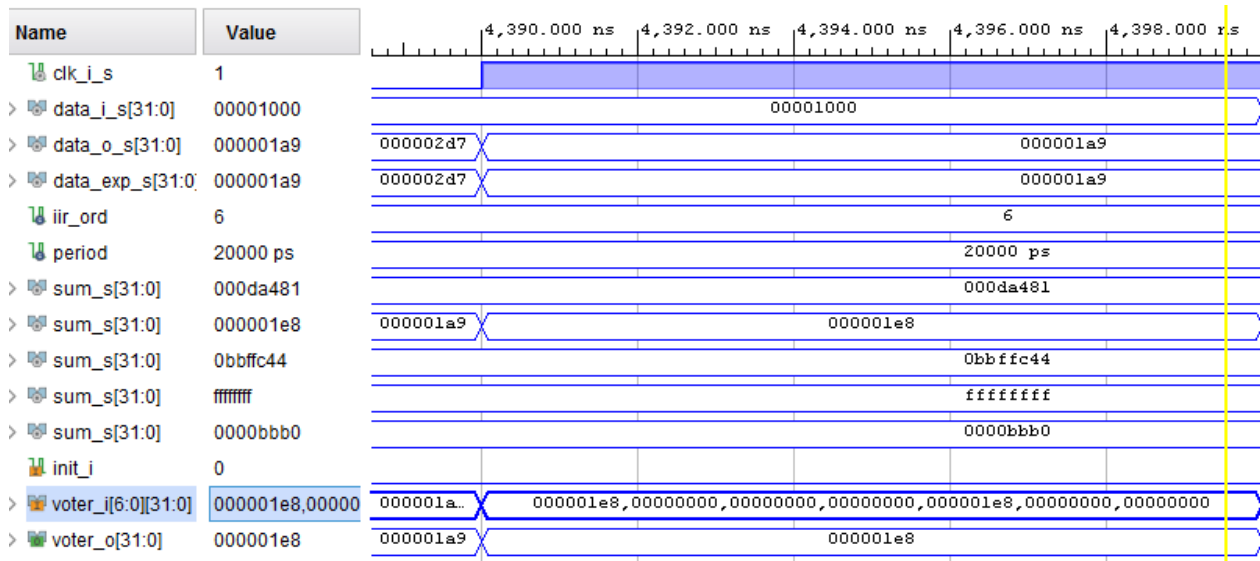 Name Value 4,390.000 ns 4,392.000 ns 4,394.000 ns 4,396.000 ns 4,398.000 ns
clk_i_s 1
data_i_s[31:0] 00001000 00001000
data_o_s[31:0] 000001a9 000002d7 000001a9
data_exp_s[31:0] 000001a9 000002d7 000001a9
iir_ord 6 6
period 20000 ps 20000 ps
sum_s[31:0] 000da481 000da481
sum_s[31:0] 000001e8 000001a9 000001e8
sum_s[31:0] 0bbffc44 0bbffc44
sum_s[31:0] ffffffff ffffffff
sum_s[31:0] 0000bbb0 0000bbb0
init_i 0
voter_i[6:0][31:0] 000001e8,00000 000001a… 000001e8,00000000,00000000,00000000,000001e8,00000000,00000000
voter_o[31:0] 000001e8 000001a9 000001e8